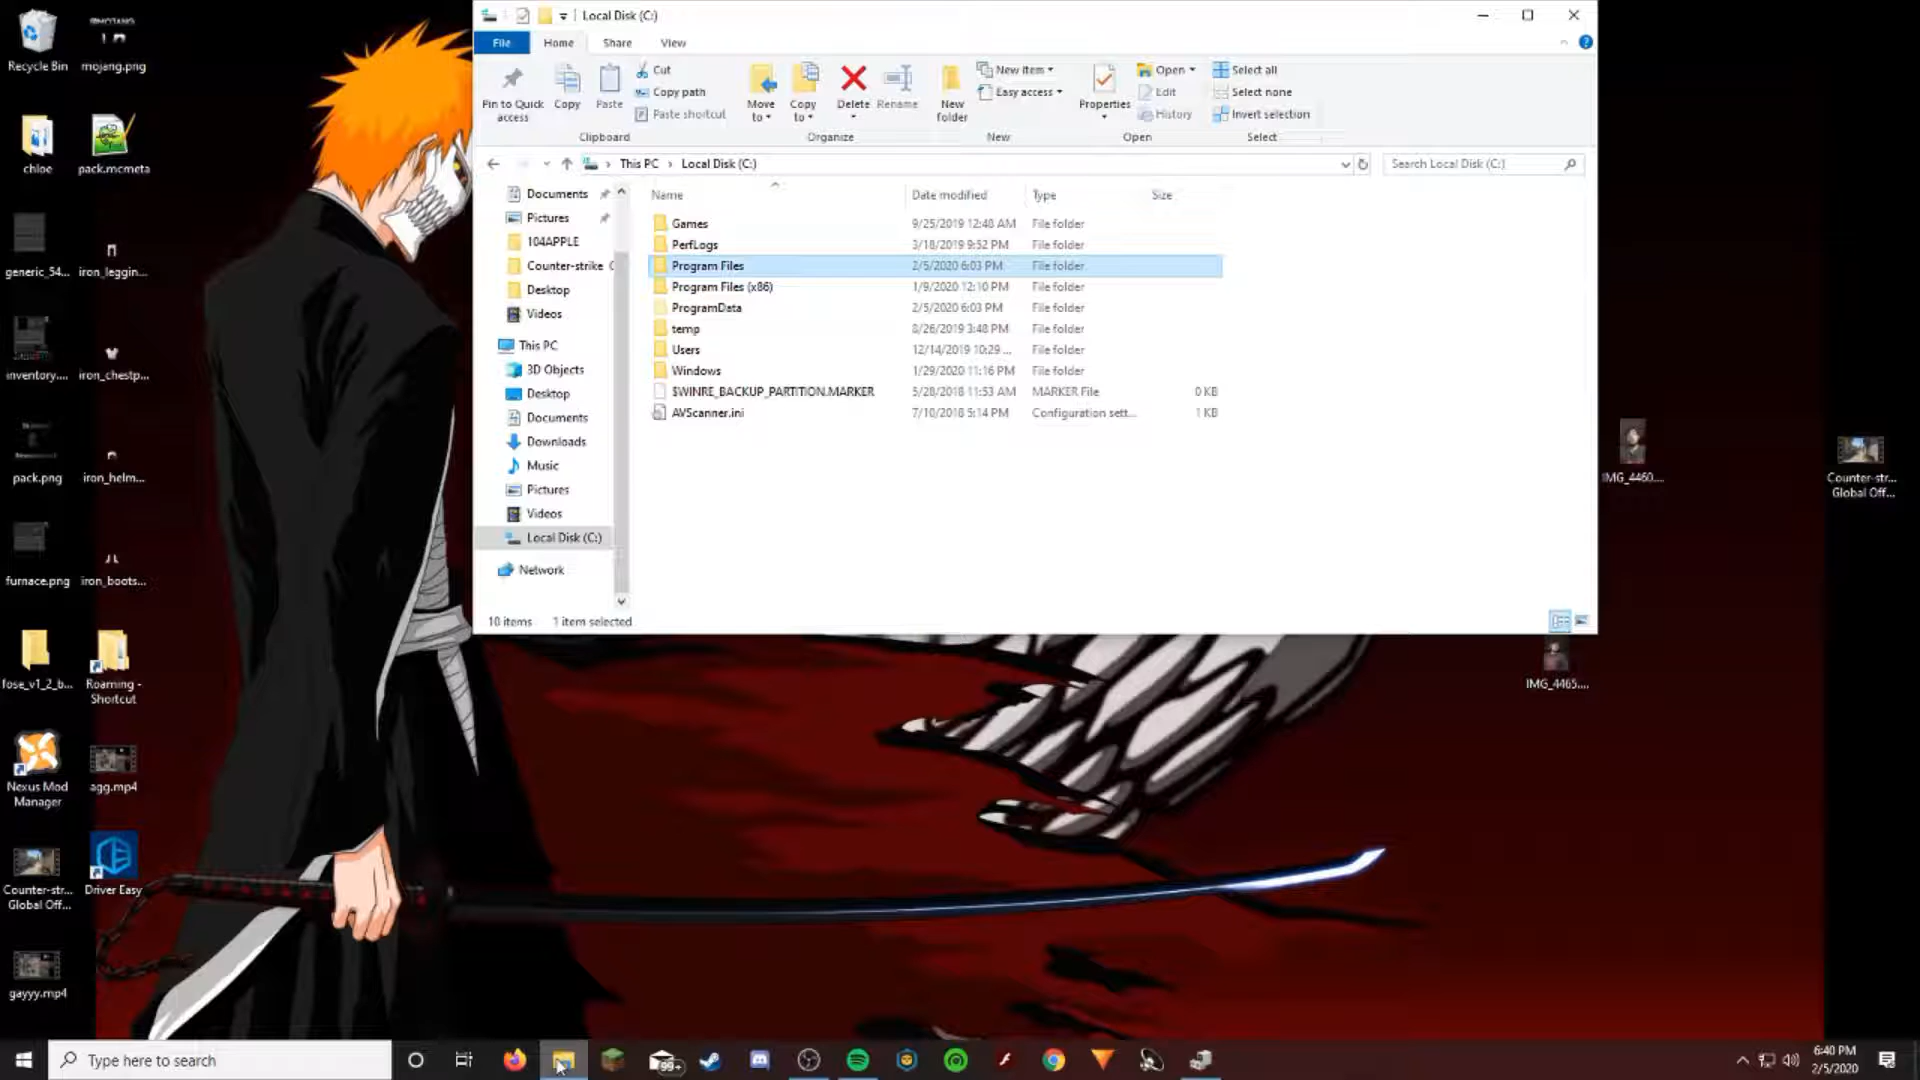 Recycle Bin
mojang.png
chloe
pack.mcmeta
generic_54...
iron_leggin...
inventory....
iron_chestp...
pack.png
iron_helm...
furnace.png
iron_boots...
fose_v1_2_b...
Roaming -
Shortcut
Nexus Mod
Manager
agg.mp4
Counter-str...
Global Off...
Driver Easy
gayyy.mp4
Local Disk (C:)
File
Home
Share
View
Pin to Quick
access
Copy
Paste
Cut
Copy path
Paste shortcut
Clipboard
Move
to
Copy
to
Delete
Rename
Organize
New
folder
New item
Easy access
New
Properties
Open
Edit
History
Open
Select all
Select none
Invert selection
Select
This PC
Local Disk (C:)
Search Local Disk (C:)
Documents
Pictures
104APPLE
Counter-strike
Desktop
Videos
This PC
3D Objects
Desktop
Documents
Downloads
Music
Pictures
Videos
Local Disk (C:)
Network
Name Date modified Type Size
Games 9/25/2019 12:48 AM File folder
PerfLogs 3/18/2019 9:52 PM File folder
Program Files 2/5/2020 6:03 PM File folder
Program Files (x86) 1/9/2020 12:10 PM File folder
ProgramData 2/5/2020 6:03 PM File folder
temp 8/26/2019 3:48 PM File folder
Users 12/14/2019 10:29 ... File folder
Windows 1/29/2020 11:16 PM File folder
$WINRE_BACKUP_PARTITION.MARKER 5/28/2018 11:53 AM MARKER File 0 KB
AVScanner.ini 7/10/2018 5:14 PM Configuration sett... 1 KB
10 items 1 item selected
IMG_4460....
Counter-str...
Global Off...
IMG_4465....
Type here to search
99+
6:40 PM
2/5/2020